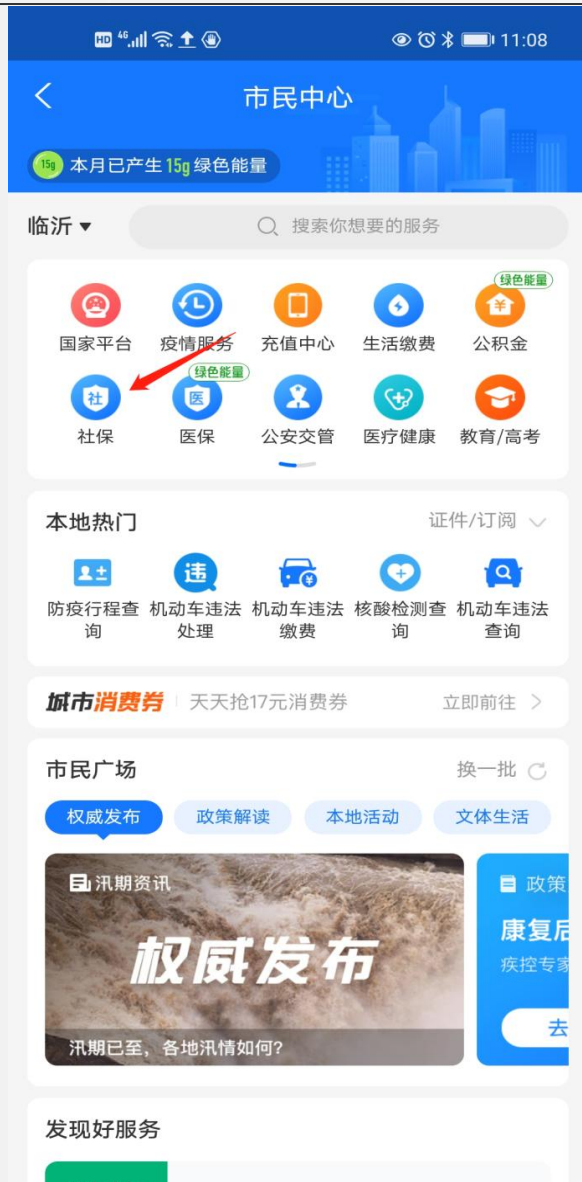 HD 4G 11:08
市民中心
15g 本月已产生 15g 绿色能量
临沂 搜索你想要的服务
绿色能量
国家平台 疫情服务 充值中心 生活缴费 公积金
绿色能量
社 医
社保 医保 公安交管 医疗健康 教育/高考
本地热门 证件/订阅
违
防疫行程查询 机动车违法处理 机动车违法缴费 核酸检测查询 机动车违法查询
城市消费券 天天抢17元消费券 立即前往
市民广场 换一批
权威发布 政策解读 本地活动 文体生活
汛期资讯 政策
权威发布 康复后
疾控专家
去
汛期已至，各地汛情如何？
发现好服务